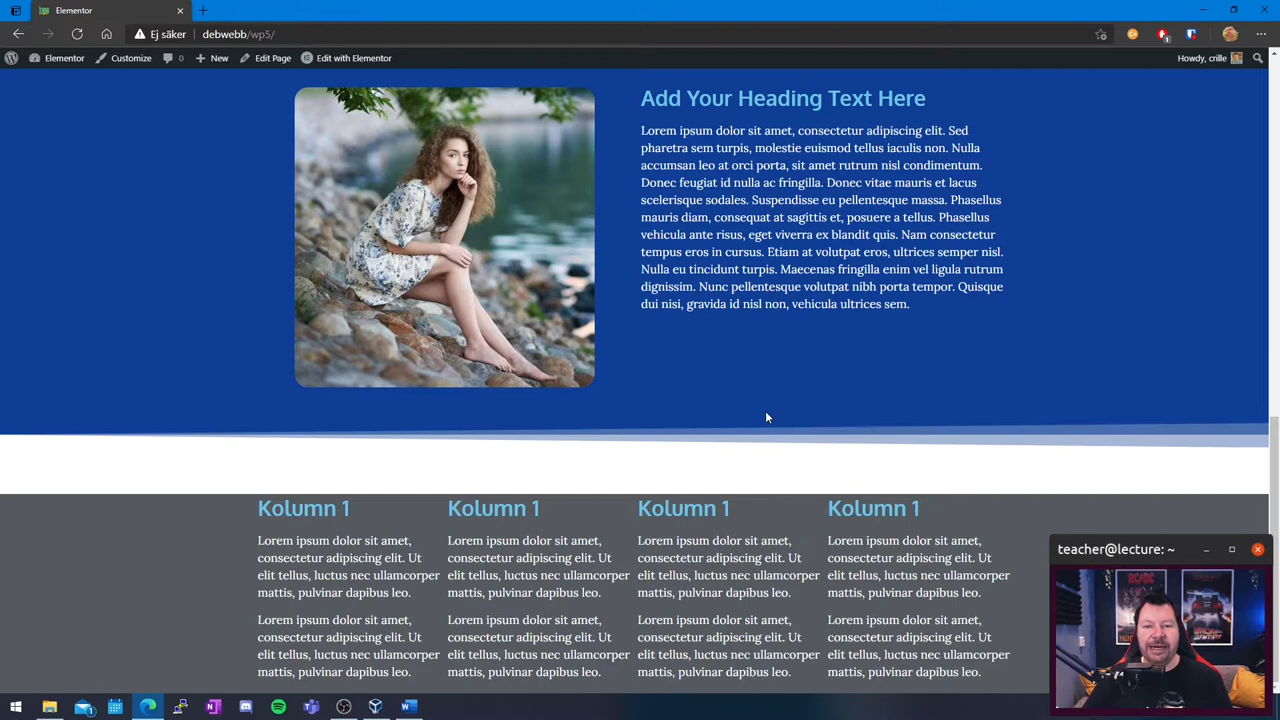 Elementor
Ej säker debwebb/wp5/
1
Elementor Customize 0 New Edit Page Edit with Elementor Howdy, crille
Add Your Heading Text Here
Lorem ipsum dolor sit amet, consectetur adipiscing elit. Sed
pharetra sem turpis, molestie euismod tellus iaculis non. Nulla
accumsan leo at orci porta, sit amet rutrum nisl condimentum.
Donec feugiat id nulla ac fringilla. Donec vitae mauris et lacus
scelerisque sodales. Suspendisse eu pellentesque massa. Phasellus
mauris diam, consequat at sagittis et, posuere a tellus. Phasellus
vehicula ante risus, eget viverra ex blandit quis. Nam consectetur
tempus eros in cursus. Etiam at volutpat eros, ultrices semper nisl.
Nulla eu tincidunt turpis. Maecenas fringilla enim vel ligula rutrum
dignissim. Nunc pellentesque volutpat nibh porta tempor. Quisque
dui nisi, gravida id nisl non, vehicula ultrices sem.
Kolumn 1
Lorem ipsum dolor sit amet,
consectetur adipiscing elit. Ut
elit tellus, luctus nec ullamcorper
mattis, pulvinar dapibus leo.
Lorem ipsum dolor sit amet,
consectetur adipiscing elit. Ut
elit tellus, luctus nec ullamcorper
mattis, pulvinar dapibus leo.
Kolumn 1
Lorem ipsum dolor sit amet,
consectetur adipiscing elit. Ut
elit tellus, luctus nec ullamcorper
mattis, pulvinar dapibus leo.
Lorem ipsum dolor sit amet,
consectetur adipiscing elit. Ut
elit tellus, luctus nec ullamcorper
mattis, pulvinar dapibus leo.
Kolumn 1
Lorem ipsum dolor sit amet,
consectetur adipiscing elit. Ut
elit tellus, luctus nec ullamcorper
mattis, pulvinar dapibus leo.
Lorem ipsum dolor sit amet,
consectetur adipiscing elit. Ut
elit tellus, luctus nec ullamcorper
mattis, pulvinar dapibus leo.
Kolumn 1
Lorem ipsum dolor sit amet,
consectetur adipiscing elit. Ut
elit tellus, luctus nec ullamcorper
mattis, pulvinar dapibus leo.
Lorem ipsum dolor sit amet,
consectetur adipiscing elit. Ut
elit tellus, luctus nec ullamcorper
mattis, pulvinar dapibus leo.
teacher@lecture: ~
AC/DC